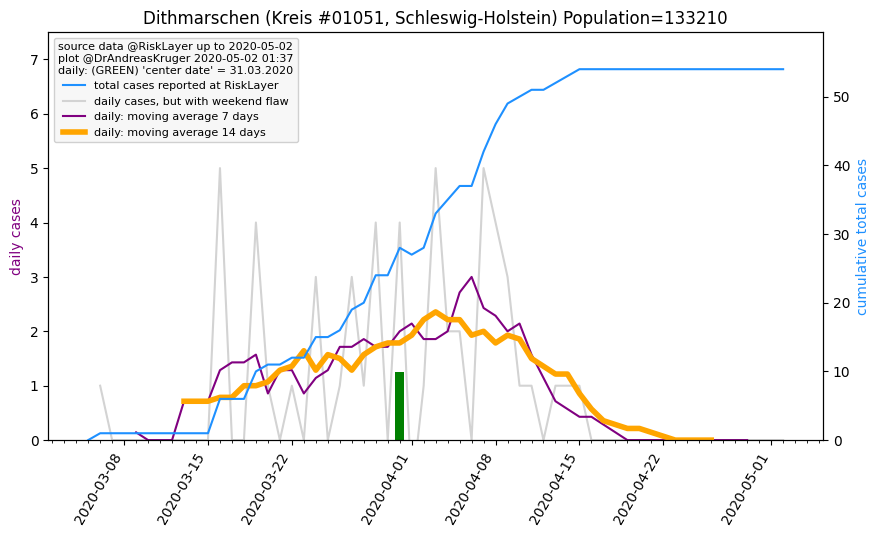 Dithmarschen (Kreis #01051, Schleswig-Holstein) Population=133210
source data @RiskLayer up to 2020-05-02
plot @DrAndreasKruger 2020-05-02 01:37
daily: (GREEN) 'center date' = 31.03.2020
total cases reported at RiskLayer
daily cases, but with weekend flaw
daily: moving average 7 days
daily: moving average 14 days
daily cases
7
6
5
4
3
2
1
0
cumulative total cases
50
40
30
20
10
0
2020-03-08
2020-03-15
2020-03-22
2020-04-01
2020-04-08
2020-04-15
2020-04-22
2020-05-01